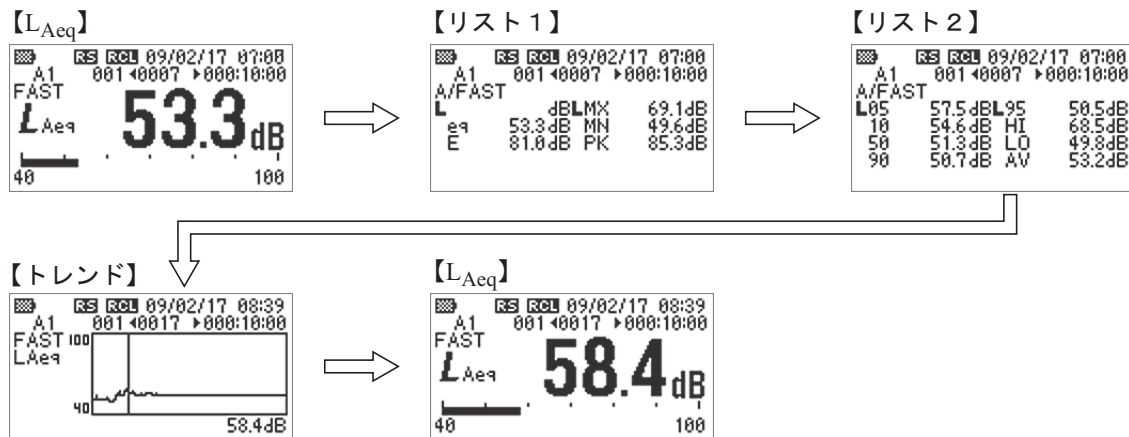 【LAeq】
RS RCL 09/02/17 07:00
A1 001 ◀0007 ▶000:10:00
FAST
LAeq 53.3dB
40 100
【リスト1】
RS RCL 09/02/17 07:00
A1 001 ◀0007 ▶000:10:00
A/FAST
L dB LMX 69.1dB
eq 53.3dB MN 49.6dB
E 81.0dB PK 85.3dB
【リスト2】
RS RCL 09/02/17 07:00
A1 001 ◀0007 ▶000:10:00
A/FAST
L05 57.5dB L95 50.5dB
10 54.6dB HI 68.5dB
50 51.3dB LO 49.8dB
90 50.7dB AV 53.2dB
【トレンド】
RS RCL 09/02/17 08:39
A1 001 ◀0017 ▶000:10:00
FAST 100
LAeq
40
58.4dB
【LAeq】
RS RCL 09/02/17 08:39
A1 001 ◀0017 ▶000:10:00
FAST
LAeq 58.4dB
40 100